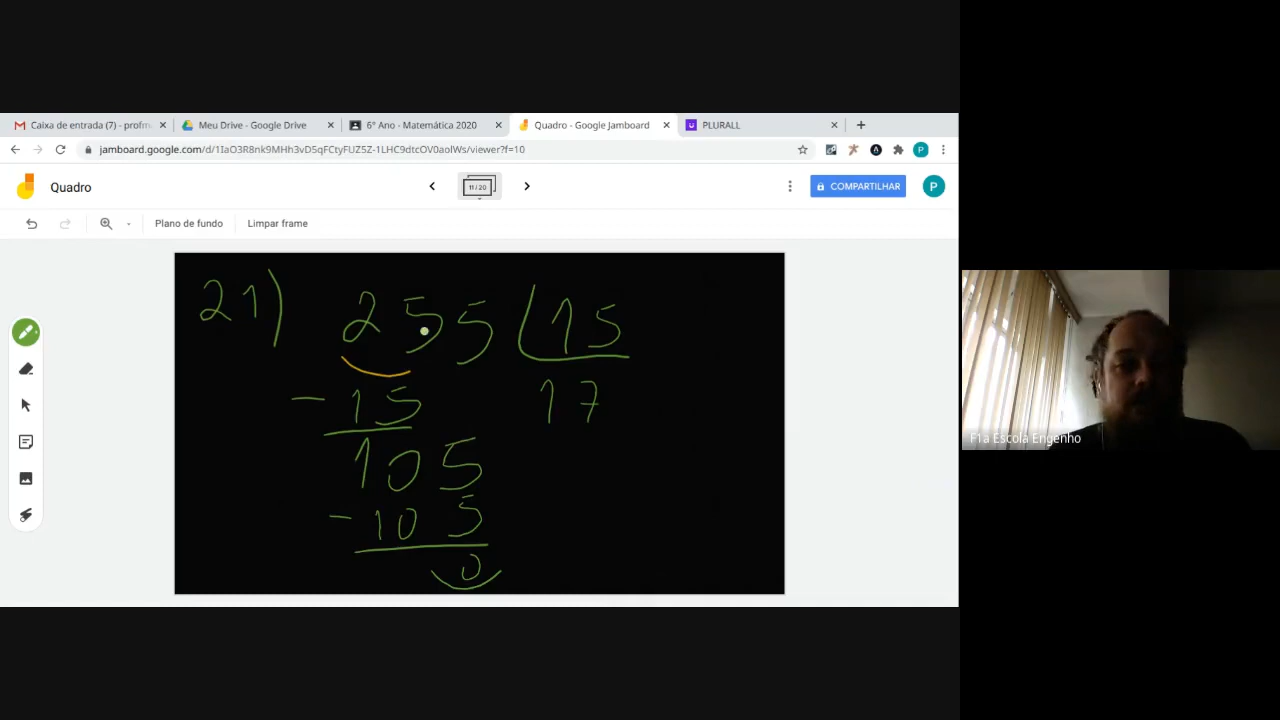 Caixa de entrada (7) - profm
Meu Drive - Google Drive
6° Ano - Matemática 2020
Quadro - Google Jamboard
PLURALL
jamboard.google.com/d/1IaO3R8nk9MHh3vD5qFCtyFUZ5Z-1LHC9dtcOV0aolWs/viewer?f=10
P
Quadro
11 / 20
COMPARTILHAR
P
Plano de fundo
Limpar frame
21) 255 15
- 15 17
105
- 105
0
F1a Escola Engenho